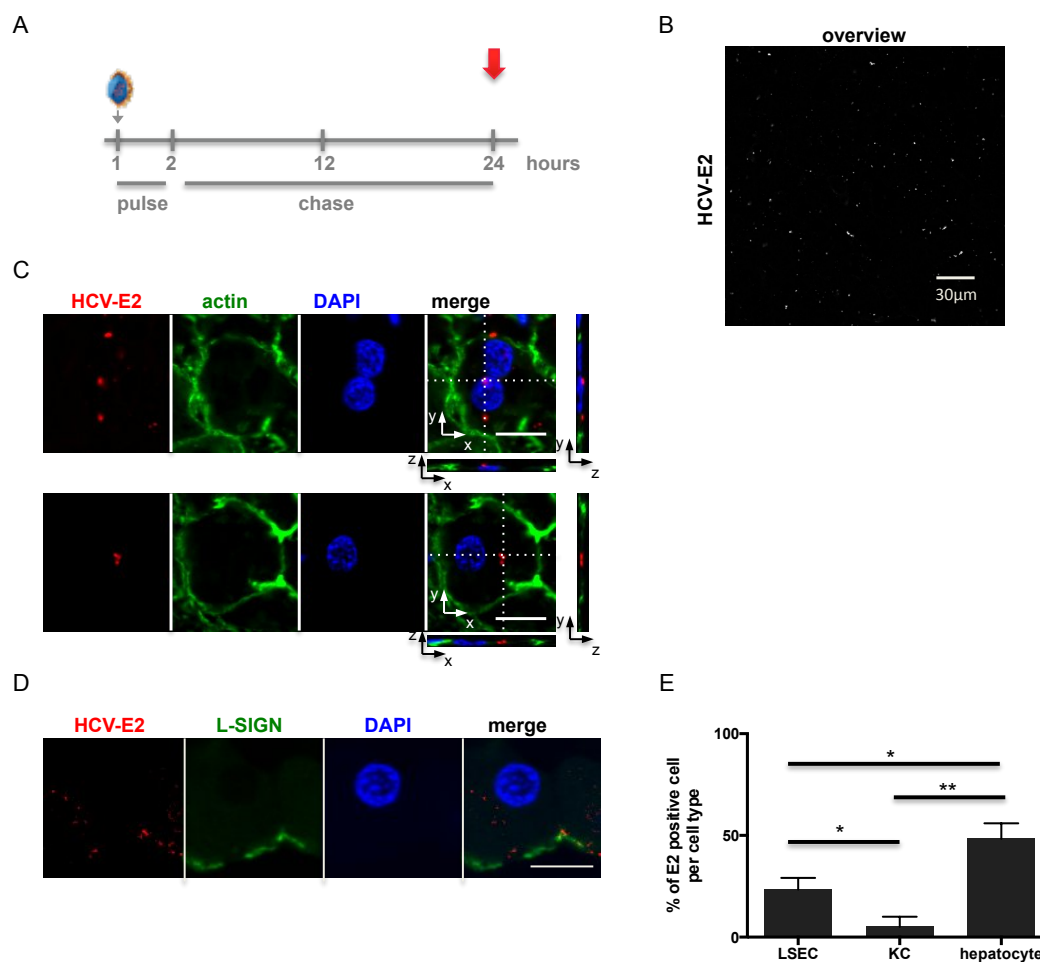 A
1 2 12 24 hours
pulse chase
B
overview
HCV-E2
30µm
C
HCV-E2 actin DAPI merge
y
x
z
x
y
z
y
x
z
x
y
z
D
HCV-E2 L-SIGN DAPI merge
E
% of E2 positive cell
per cell type
100
50
0
*
**
*
LSEC KC hepatocyte